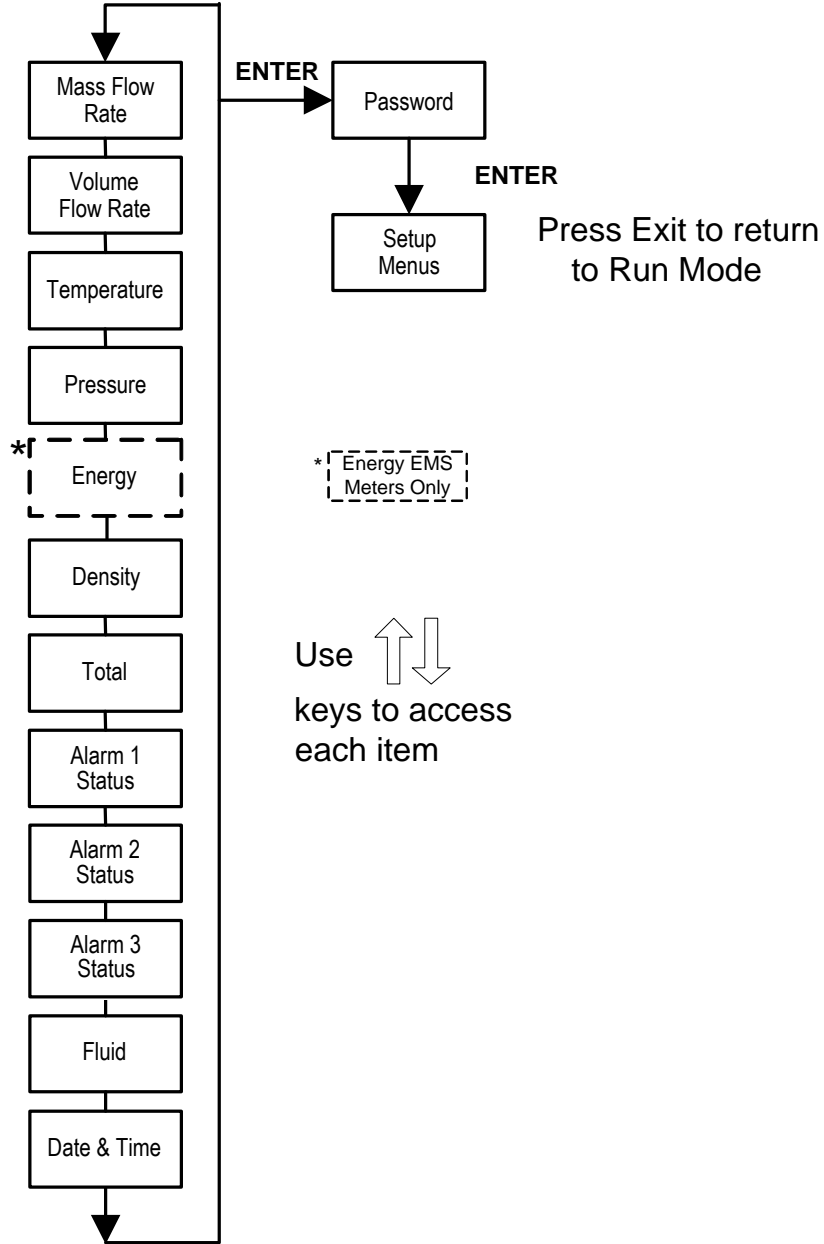 Mass Flow
Rate
Volume
Flow Rate
Temperature
Pressure
*
Energy
Density
Total
Alarm 1
Status
Alarm 2
Status
Alarm 3
Status
Fluid
Date & Time
ENTER
Password
ENTER
Setup
Menus
Press Exit to return
to Run Mode
* Energy EMS
Meters Only
Use
keys to access
each item